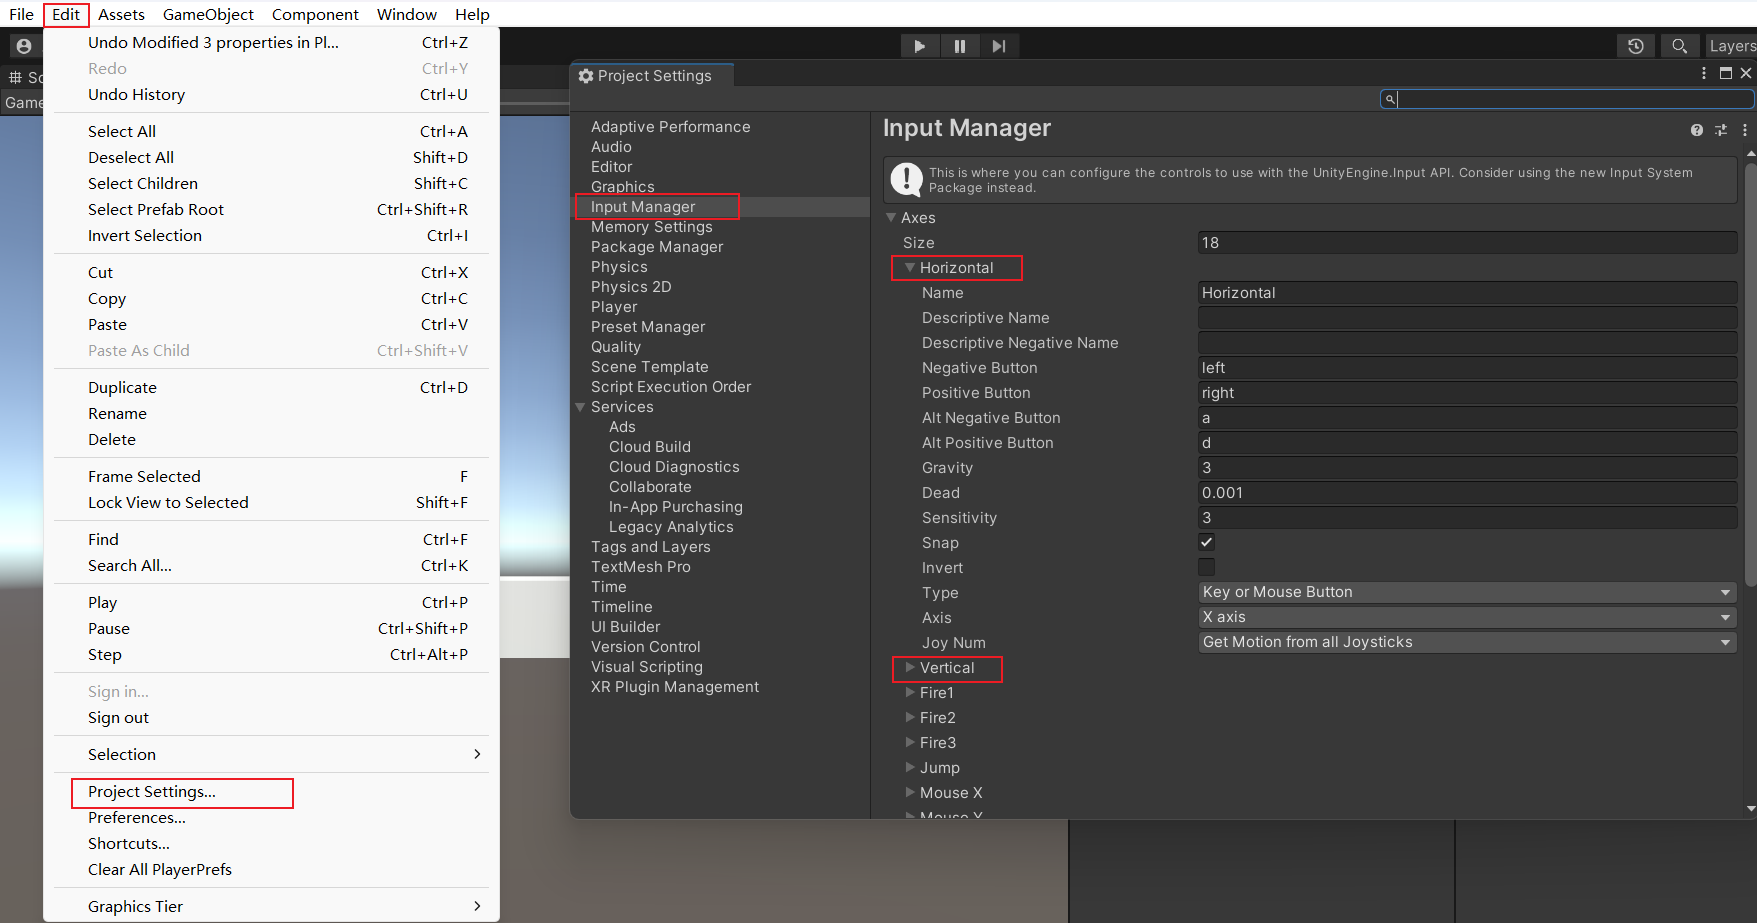 File Edit Assets GameObject Component Window Help
Undo Modified 3 properties in Pl... Ctrl+Z
Redo Ctrl+Y
Undo History Ctrl+U
Select All Ctrl+A
Deselect All Shift+D
Select Children Shift+C
Select Prefab Root Ctrl+Shift+R
Invert Selection Ctrl+I
Cut Ctrl+X
Copy Ctrl+C
Paste Ctrl+V
Paste As Child Ctrl+Shift+V
Duplicate Ctrl+D
Rename
Delete
Frame Selected F
Lock View to Selected Shift+F
Find Ctrl+F
Search All... Ctrl+K
Play Ctrl+P
Pause Ctrl+Shift+P
Step Ctrl+Alt+P
Sign in...
Sign out
Selection
Project Settings...
Preferences...
Shortcuts...
Clear All PlayerPrefs
Graphics Tier
Layers
Sc
Game
Project Settings
Adaptive Performance
Audio
Editor
Graphics
Input Manager
Memory Settings
Package Manager
Physics
Physics 2D
Player
Preset Manager
Quality
Scene Template
Script Execution Order
Services
Ads
Cloud Build
Cloud Diagnostics
Collaborate
In-App Purchasing
Legacy Analytics
Tags and Layers
TextMesh Pro
Time
Timeline
UI Builder
Version Control
Visual Scripting
XR Plugin Management
Input Manager
This is where you can configure the controls to use with the UnityEngine.Input API. Consider using the new Input System
Package instead.
Axes
Size 18
Horizontal
Name Horizontal
Descriptive Name
Descriptive Negative Name
Negative Button left
Positive Button right
Alt Negative Button a
Alt Positive Button d
Gravity 3
Dead 0.001
Sensitivity 3
Snap
Invert
Type Key or Mouse Button
Axis X axis
Joy Num Get Motion from all Joysticks
Vertical
Fire1
Fire2
Fire3
Jump
Mouse X
Mouse Y